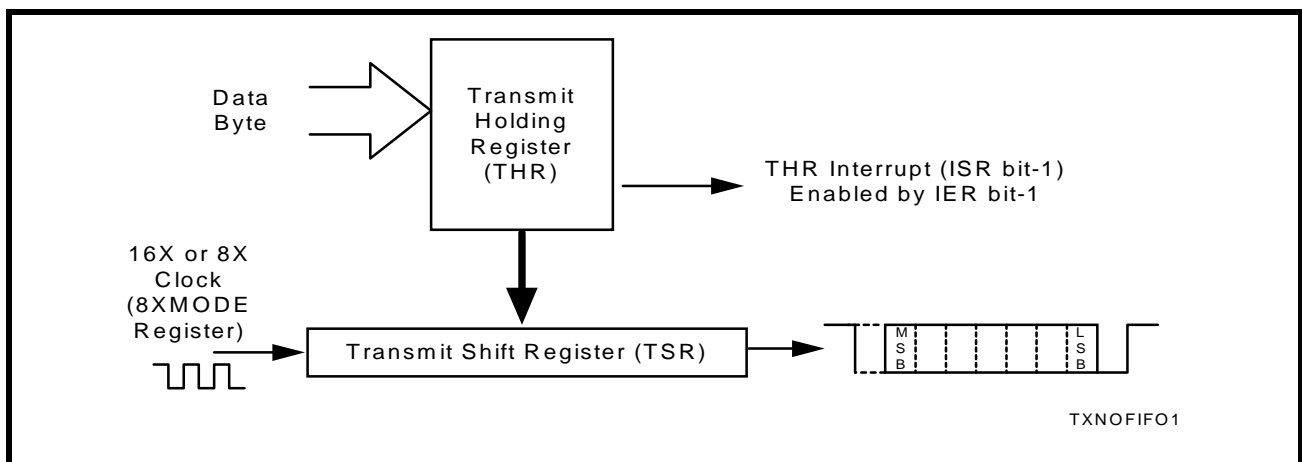 Data
Byte
Transmit
Holding
Register
(THR)
THR Interrupt (ISR bit-1)
Enabled by IER bit-1
16X or 8X
Clock
(8XMODE
Register)
Transmit Shift Register (TSR)
M
S
B
L
S
B
TXNOFIFO1